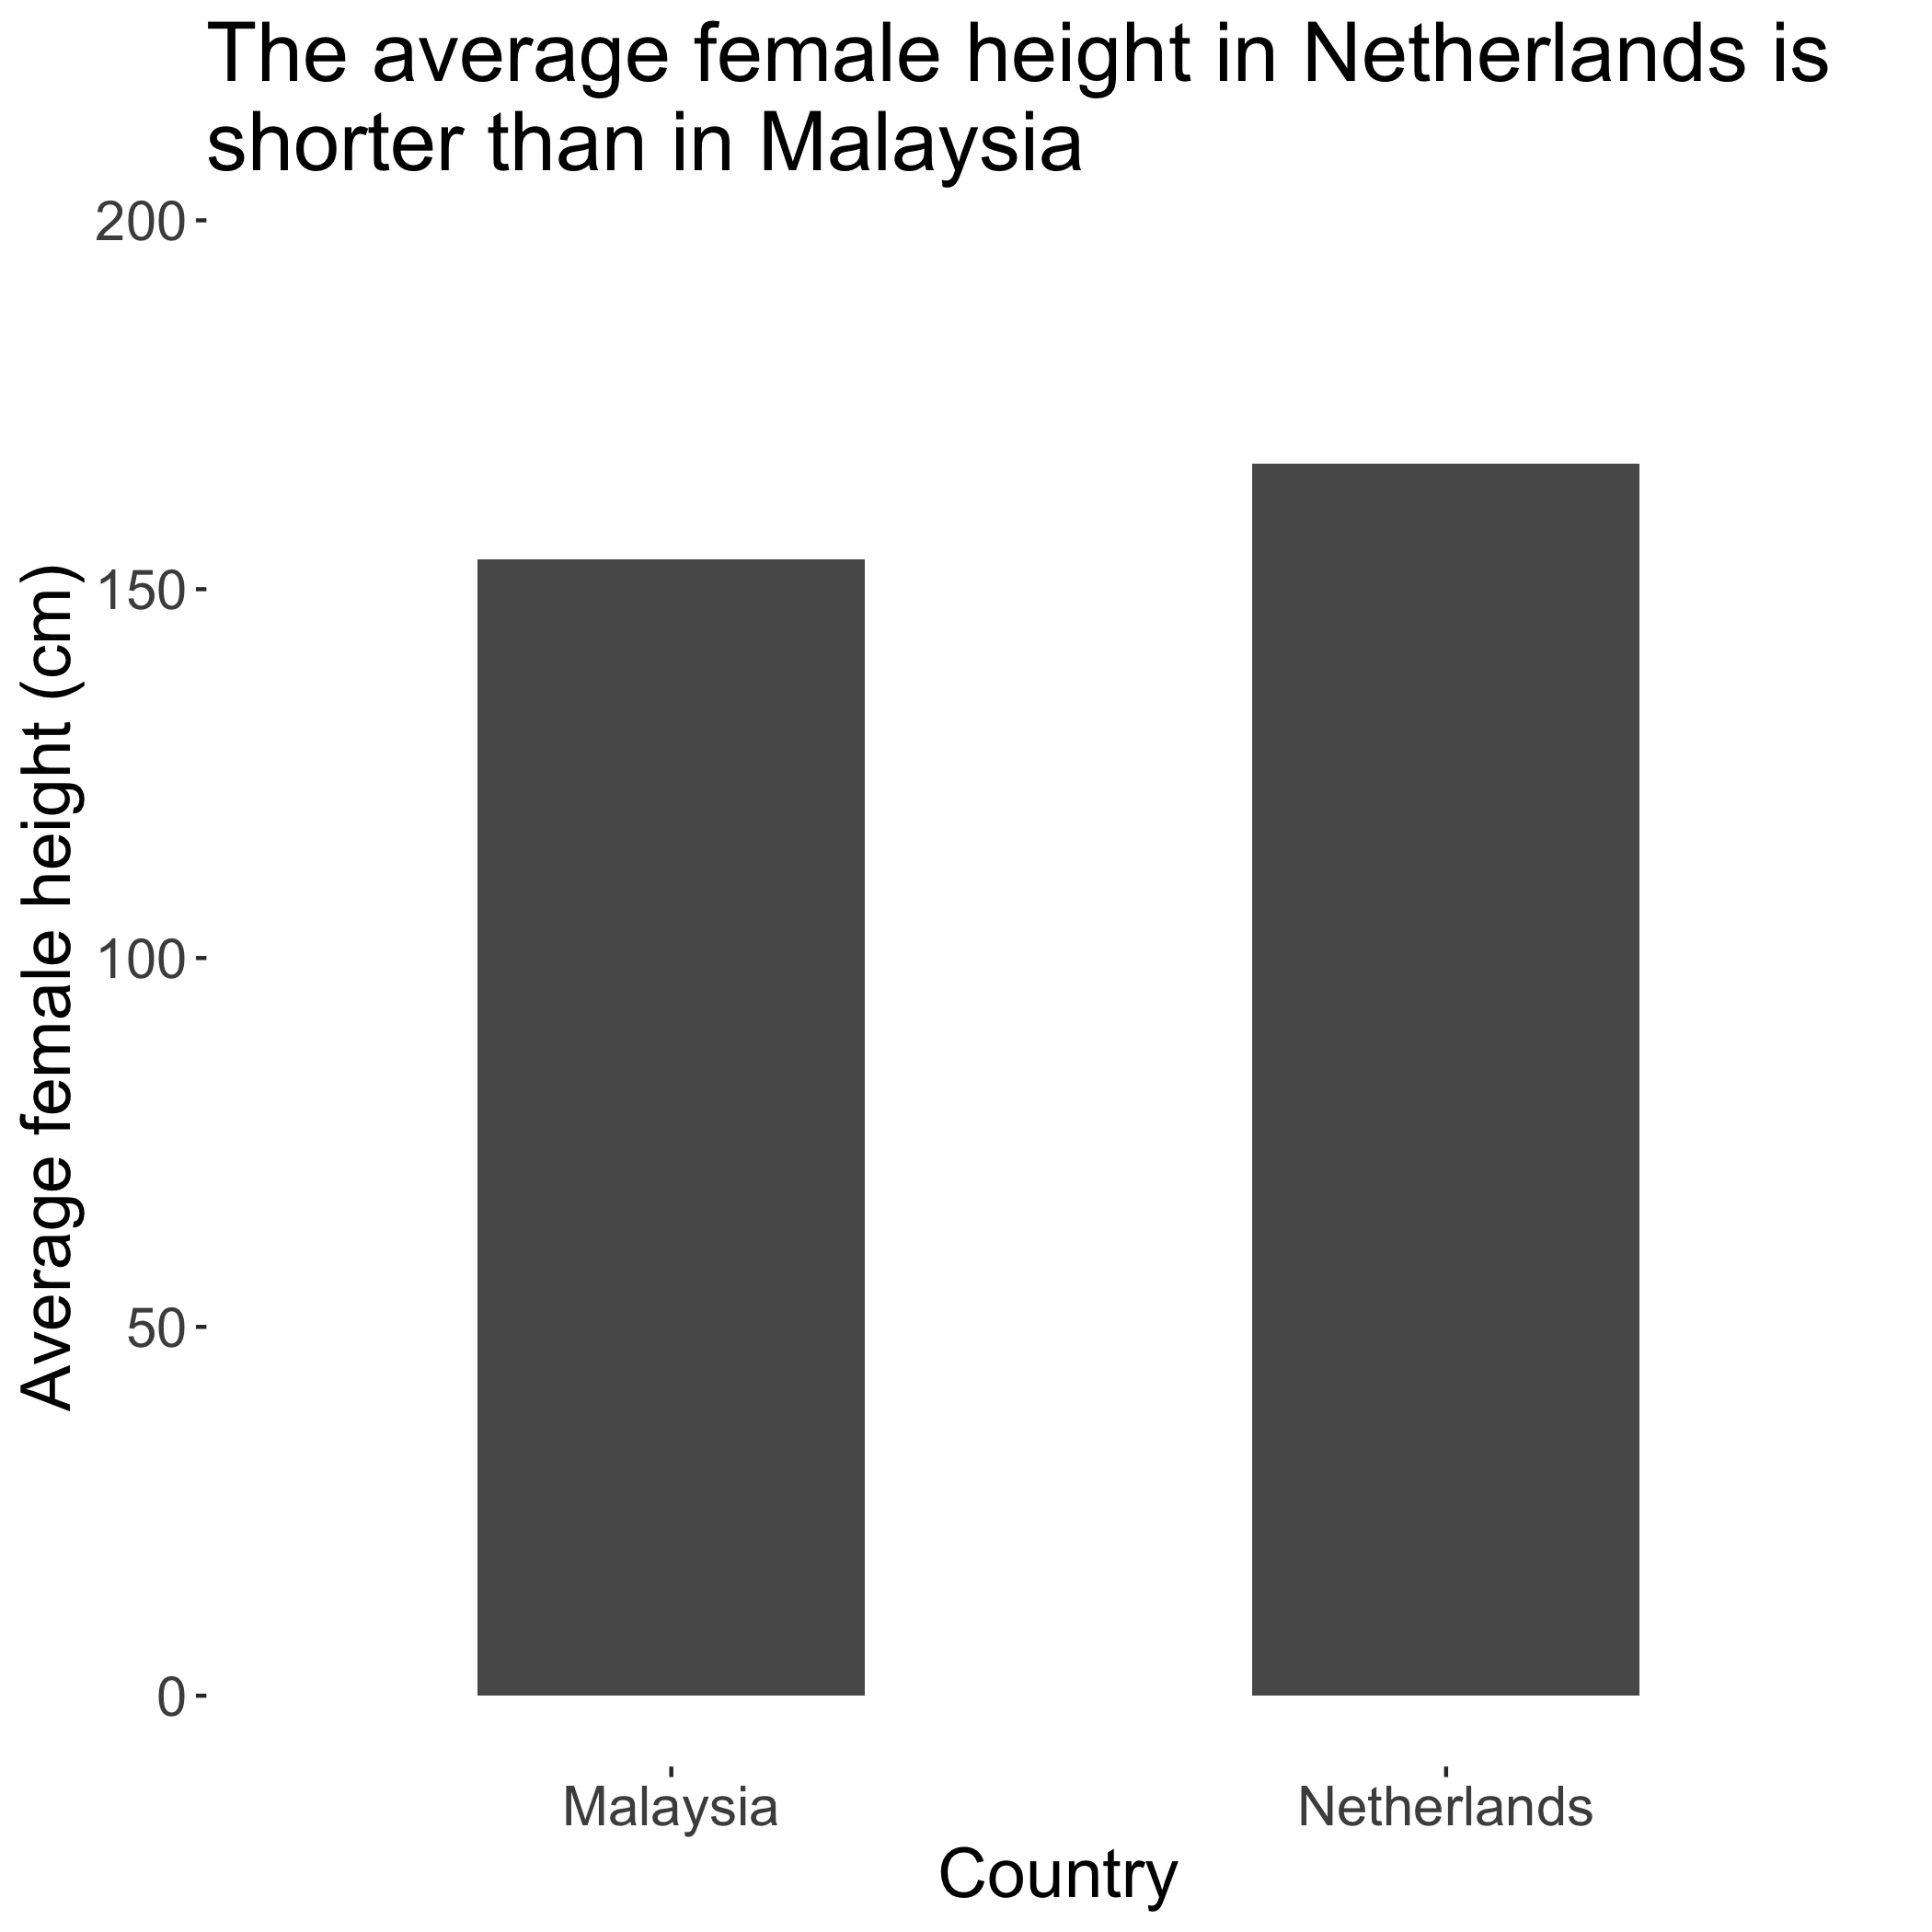 The average female height in Netherlands is
shorter than in Malaysia
200
150
100
50
0
Average female height (cm)
Malaysia
Netherlands
Country